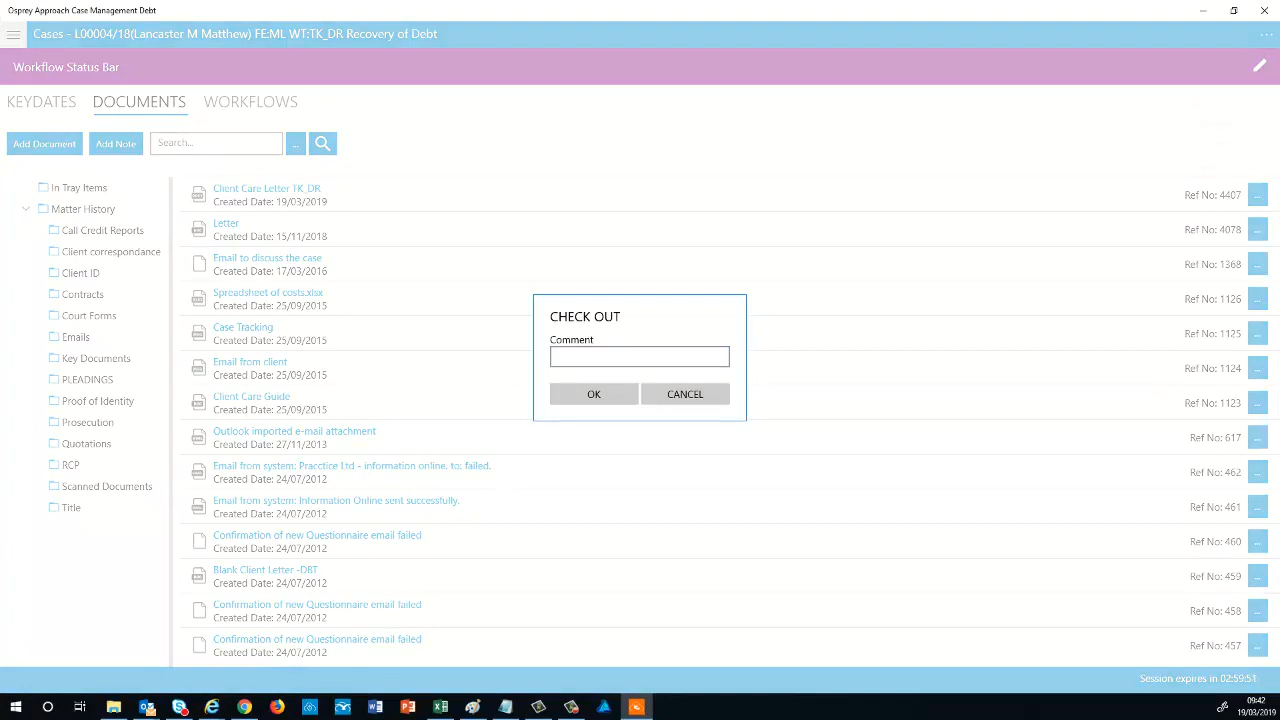 Osprey Approach Case Management Debt
Cases - L00004/18(Lancaster M Matthew) FE:ML WT:TK_DR Recovery of Debt
Workflow Status Bar
KEYDATES DOCUMENTS WORKFLOWS
Add Document Add Note Search... ...
In Tray Items
Matter History
Call Credit Reports
Client correspondance
Client ID
Contracts
Court Forms
Emails
Key Documents
PLEADINGS
Proof of Identity
Prosecution
Quotations
RCP
Scanned Documents
Title
Client Care Letter TK_DR
Created Date: 19/03/2019
Ref No: 4407 ...
Letter
Created Date: 15/11/2018
Ref No: 4078 ...
Email to discuss the case
Created Date: 17/03/2016
Ref No: 1368 ...
Spreadsheet of costs.xlsx
Created Date: 25/09/2015
Ref No: 1126 ...
Case Tracking
Created Date: 25/09/2015
Ref No: 1125 ...
Email from client
Created Date: 25/09/2015
Ref No: 1124 ...
Client Care Guide
Created Date: 25/09/2015
Ref No: 1123 ...
Outlook imported e-mail attachment
Created Date: 27/11/2013
Ref No: 617 ...
Email from system: Pracctice Ltd - information online, to: failed.
Created Date: 24/07/2012
Ref No: 462 ...
Email from system: Information Online sent successfully.
Created Date: 24/07/2012
Ref No: 461 ...
Confirmation of new Questionnaire email failed
Created Date: 24/07/2012
Ref No: 460 ...
Blank Client Letter -DBT
Created Date: 24/07/2012
Ref No: 459 ...
Confirmation of new Questionnaire email failed
Created Date: 24/07/2012
Ref No: 458 ...
Confirmation of new Questionnaire email failed
Created Date: 24/07/2012
Ref No: 457 ...
CHECK OUT
Comment
OK CANCEL
Session expires in 02:59:51
09:42
19/03/2019